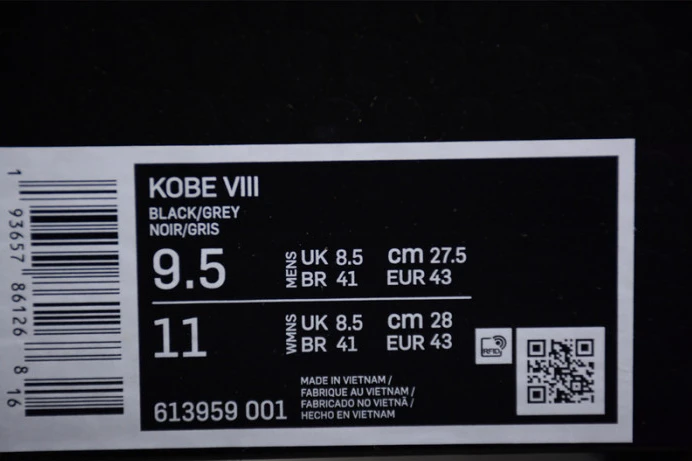 KOBE VIII
BLACK/GREY
NOIR/GRIS
9.5 MENS UK 8.5 cm 27.5
BR 41 EUR 43
11 WMNS UK 8.5 cm 28
BR 41 EUR 43
RFID
613959 001
MADE IN VIETNAM /
FABRIQUE AU VIETNAM /
FABRICADO NO VIETNÃ /
HECHO EN VIETNAM
1 93657 86126 8 16